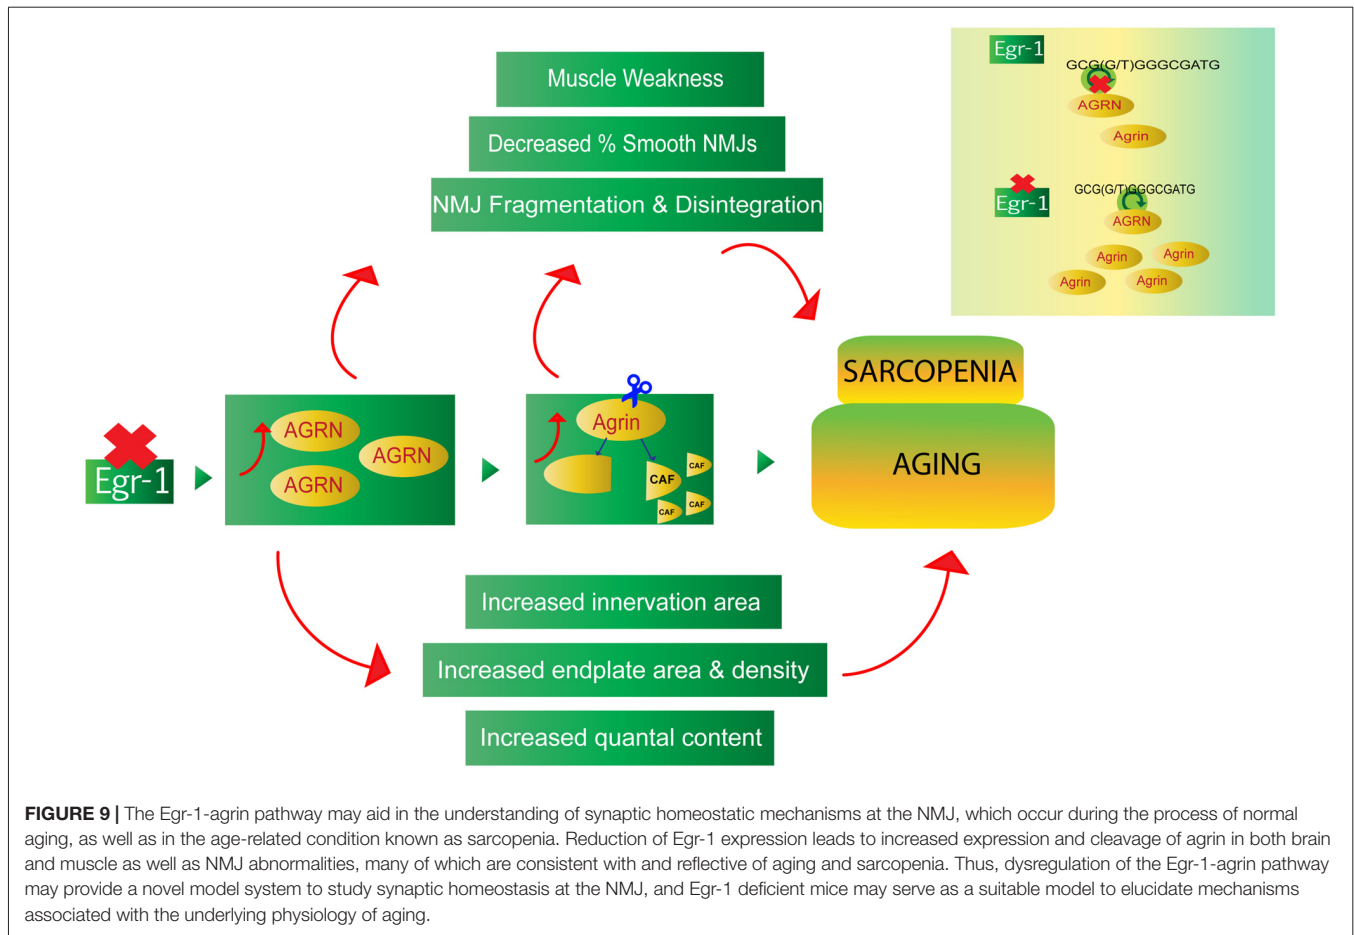 Muscle Weakness
Decreased % Smooth NMJs
NMJ Fragmentation & Disintegration
Egr-1
GCG(G/T)GGGCGATG
AGRN
Agrin
Egr-1
GCG(G/T)GGGCGATG
AGRN
Agrin
Agrin
Agrin
Agrin
Egr-1
AGRN
AGRN
AGRN
Agrin
CAF
CAF
CAF
CAF
SARCOPENIA
AGING
Increased innervation area
Increased endplate area & density
Increased quantal content
FIGURE 9 | The Egr-1-agrin pathway may aid in the understanding of synaptic homeostatic mechanisms at the NMJ, which occur during the process of normal
aging, as well as in the age-related condition known as sarcopenia. Reduction of Egr-1 expression leads to increased expression and cleavage of agrin in both brain
and muscle as well as NMJ abnormalities, many of which are consistent with and reflective of aging and sarcopenia. Thus, dysregulation of the Egr-1-agrin pathway
may provide a novel model system to study synaptic homeostasis at the NMJ, and Egr-1 deficient mice may serve as a suitable model to elucidate mechanisms
associated with the underlying physiology of aging.